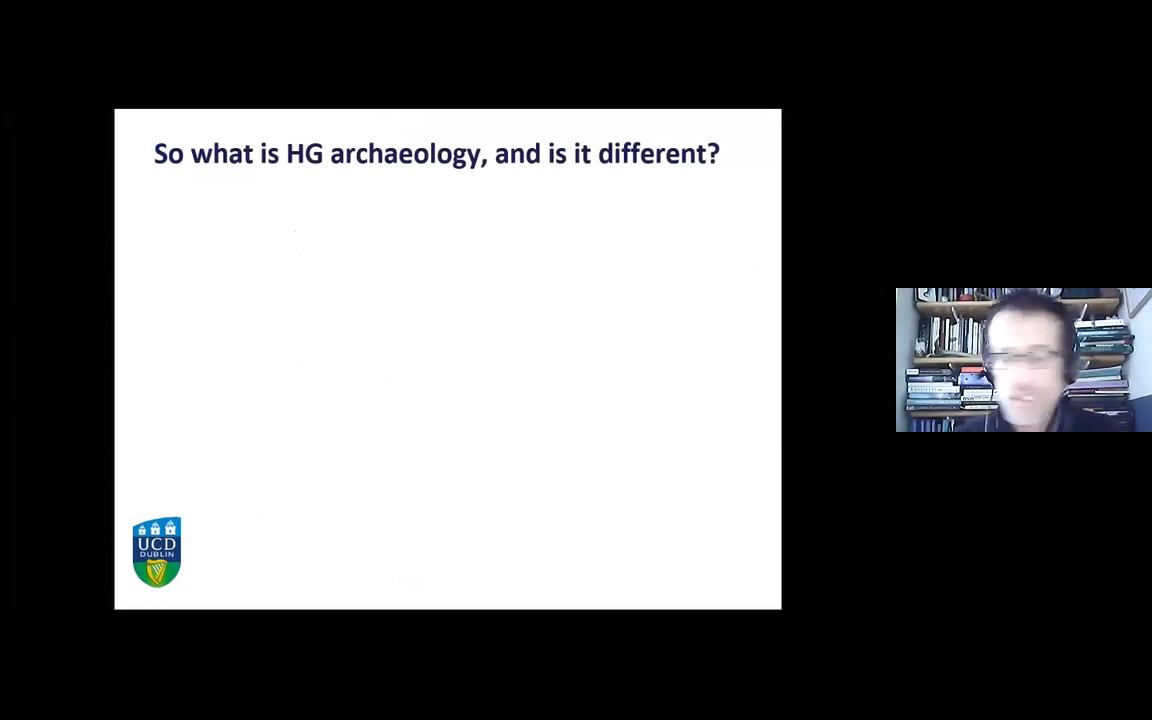 So what is HG archaeology, and is it different?
UCD
DUBLIN